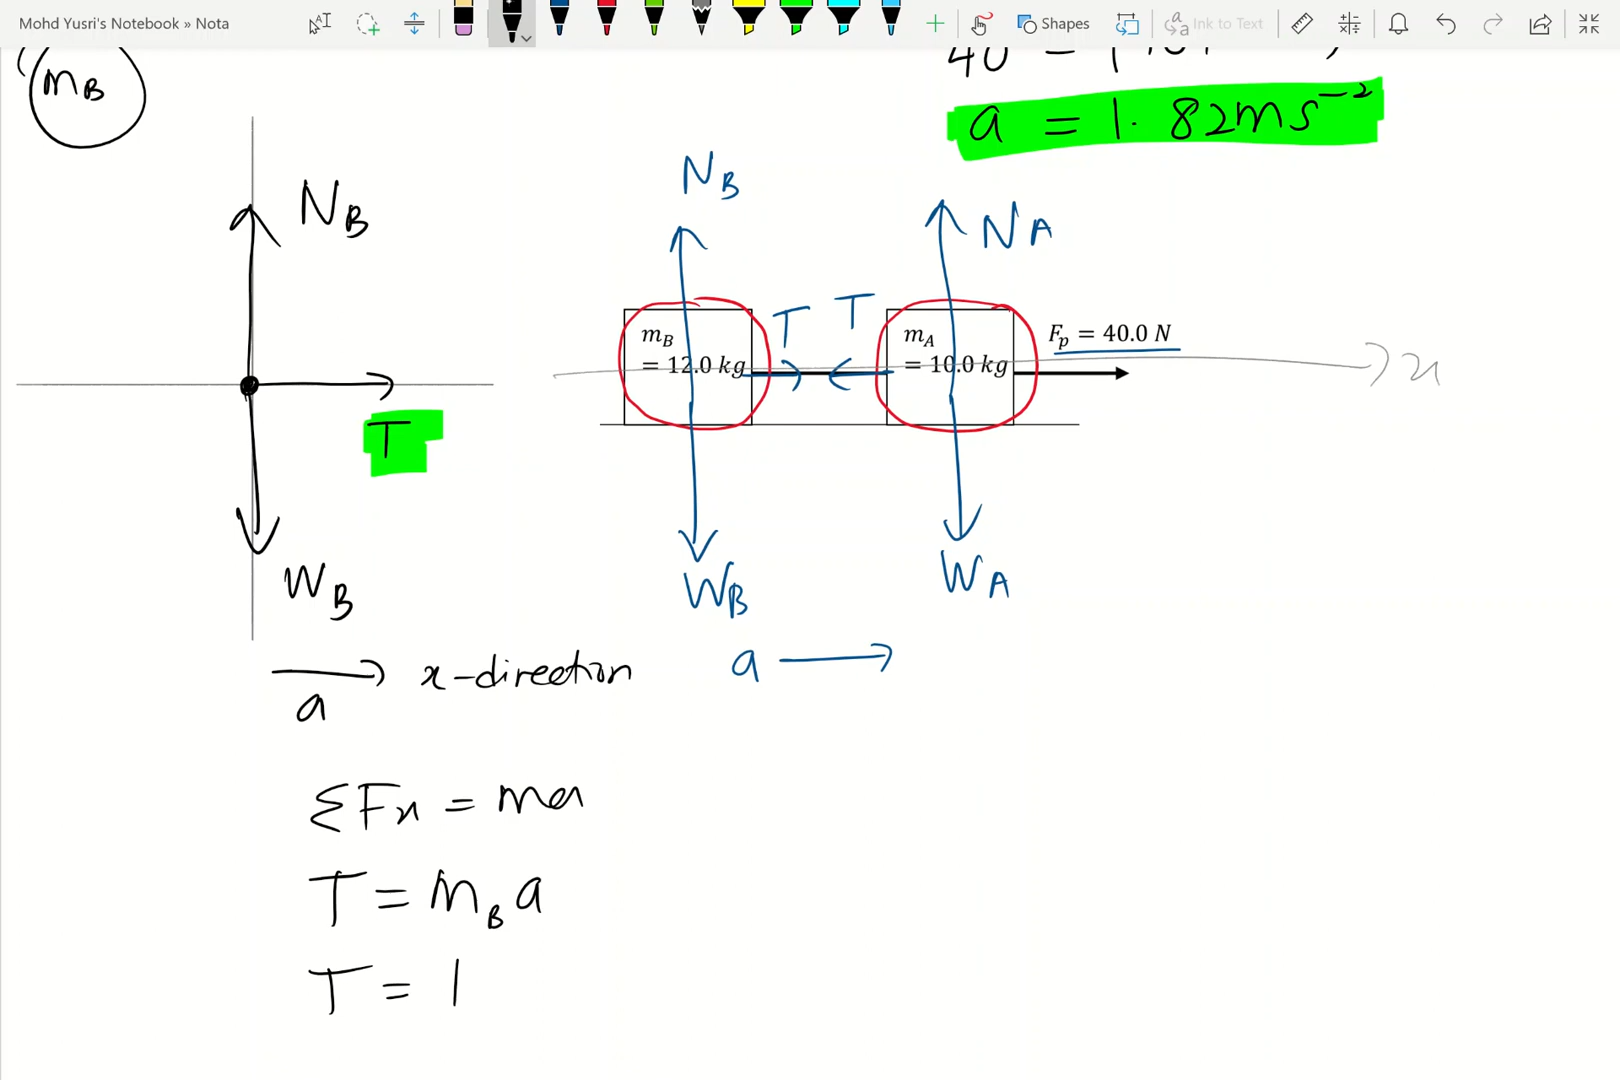 Mohd Yusri's Notebook » Nota
Shapes
Ink to Text
mB
a = 1.82ms⁻²
NB
NB
NA
T T
mB
= 12.0 kg
mA
= 10.0 kg
Fp = 40.0 N
x
T
WB
WB
WA
a
x-direction
a
ΣFx = ma
T = mB a
T = 1